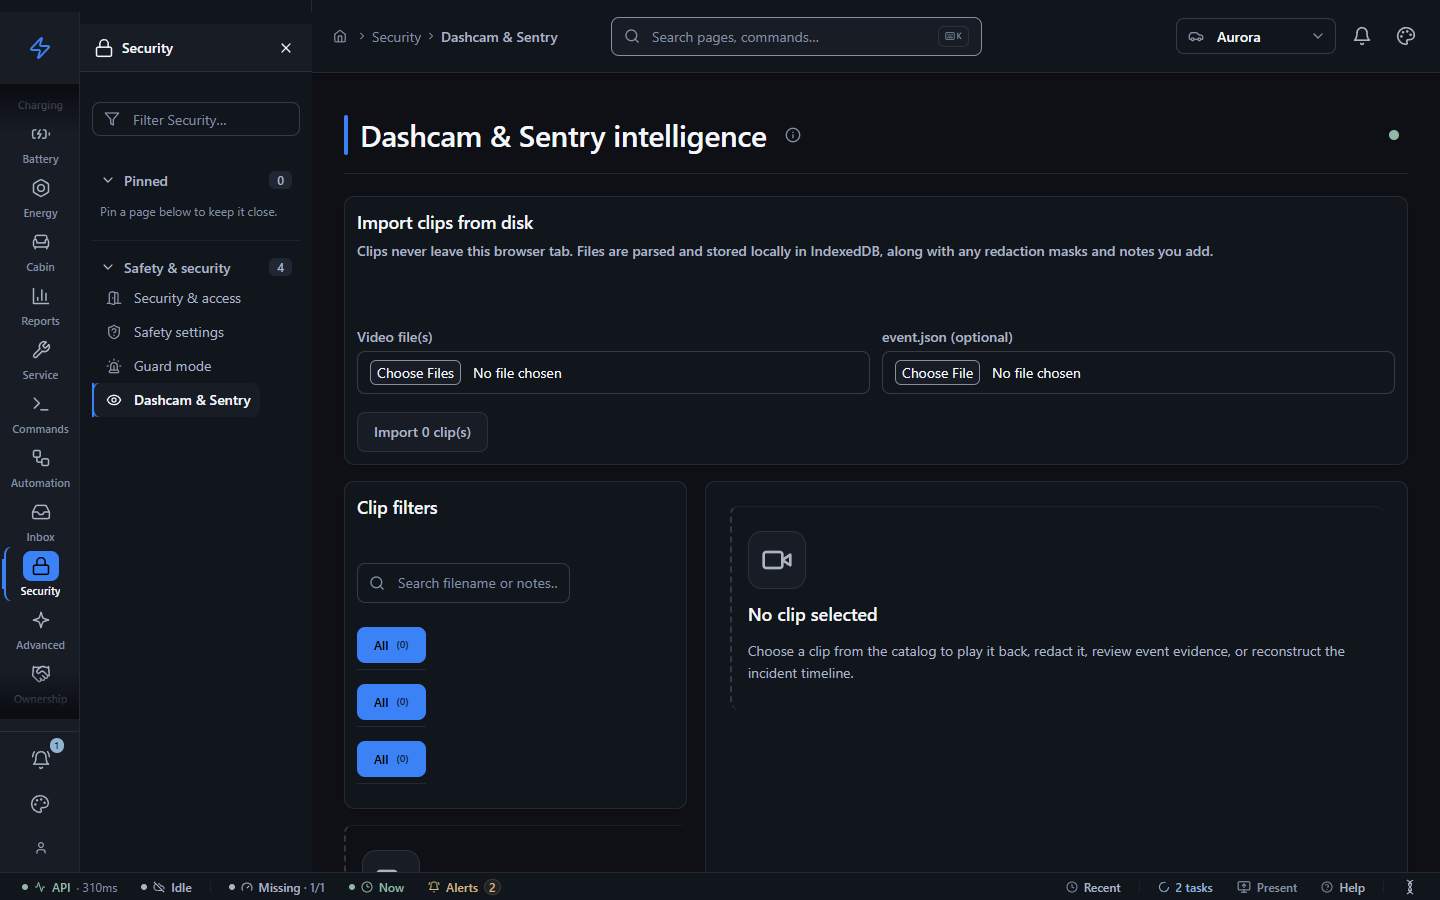 Charging
Battery
Energy
Cabin
Reports
Service
Commands
Automation
Inbox
Security
Advanced
Ownership
1
Security
Filter Security...
Pinned 0
Pin a page below to keep it close.
Safety & security 4
Security & access
Safety settings
Guard mode
Dashcam & Sentry
Security Dashcam & Sentry
Search pages, commands... K
Aurora
Dashcam & Sentry intelligence
Import clips from disk
Clips never leave this browser tab. Files are parsed and stored locally in IndexedDB, along with any redaction masks and notes you add.
Video file(s)
Choose Files No file chosen
event.json (optional)
Choose File No file chosen
Import 0 clip(s)
Clip filters
Search filename or notes..
All (0)
All (0)
All (0)
No clip selected
Choose a clip from the catalog to play it back, redact it, review event evidence, or reconstruct the
incident timeline.
API · 310ms Idle Missing · 1/1 Now Alerts 2 Recent 2 tasks Present Help